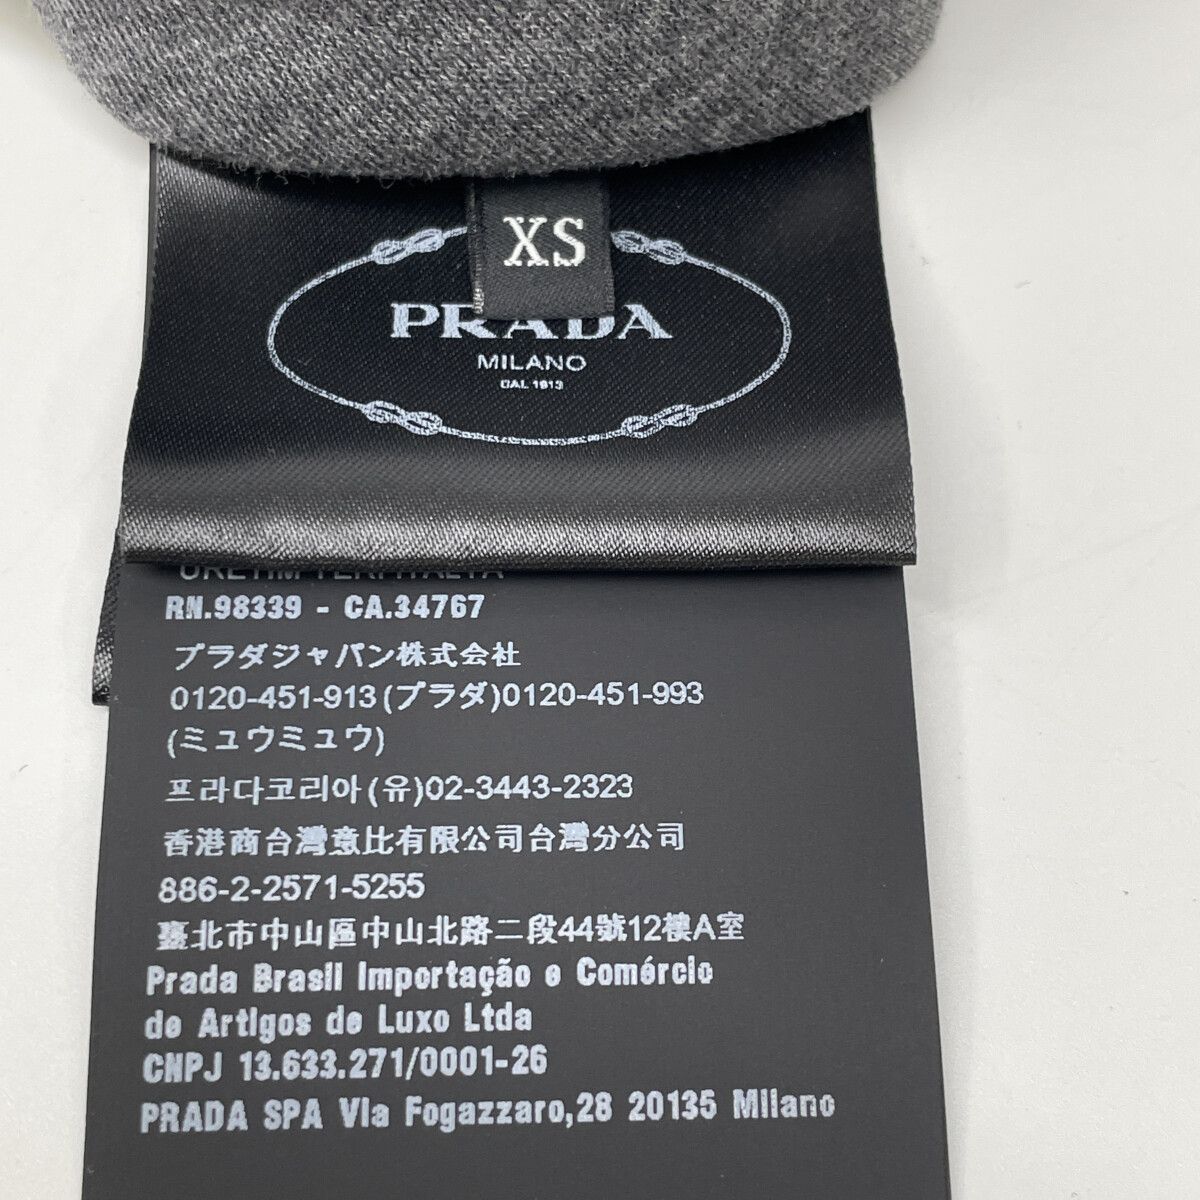 XS
PRADA
MILANO
DAL 1913
RN.98339 - CA.34767
プラダジャパン株式会社
0120-451-913(プラダ)0120-451-993
(ミュウミュウ)
프라다코리아(유)02-3443-2323
香港商台灣意比有限公司台灣分公司
886-2-2571-5255
臺北市中山區中山北路二段44號12樓A室
Prada Brasil Importação e Comércio
de Artigos de Luxo Ltda
CNPJ 13.633.271/0001-26
PRADA SPA Via Fogazzaro,28 20135 Milano